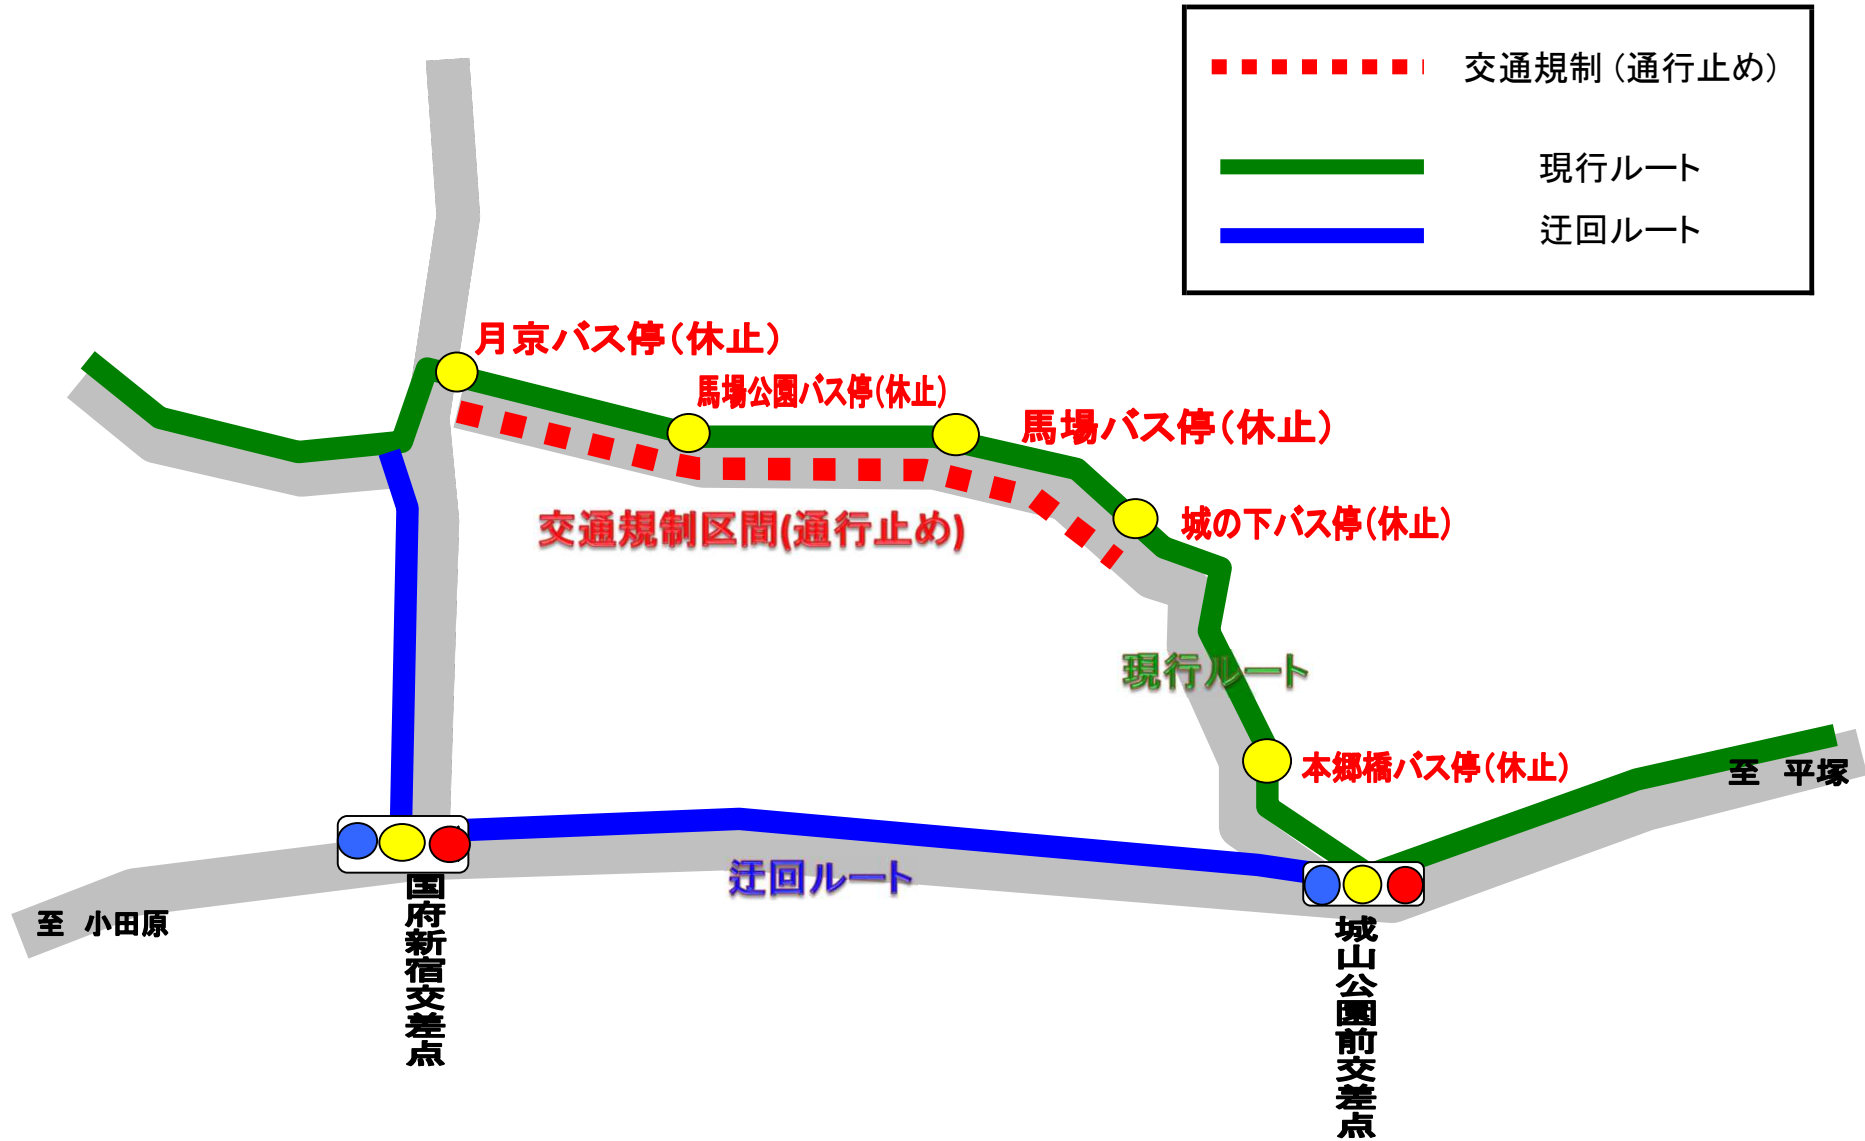 交通規制（通行止め）
現行ルート
迂回ルート
月京バス停（休止）
馬場公園バス停（休止）
馬場バス停（休止）
城の下バス停（休止）
交通規制区間(通行止め)
現行ルート
本郷橋バス停（休止）
至　平塚
迂回ルート
至　小田原
国府新宿交差点
城山公園前交差点